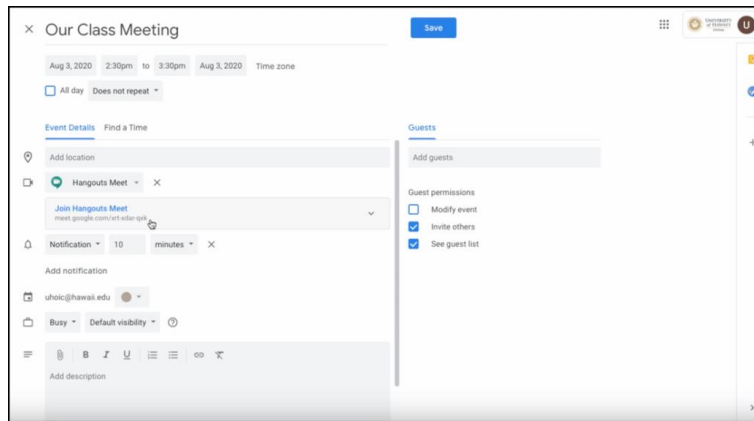 Our Class Meeting
Save
UNIVERSITY
U
Aug 3, 2020 2:30pm to 3:30pm Aug 3, 2020 Time zone
All day Does not repeat
Event Details Find a Time
Guests
Add location
Add guests
Hangouts Meet
Guest permissions
Join Hangouts Meet
Modify event
Invite others
Notification 10 minutes
See guest list
Add notification
uhoic@hawaii.edu
Busy Default visibility
B I U
Add description